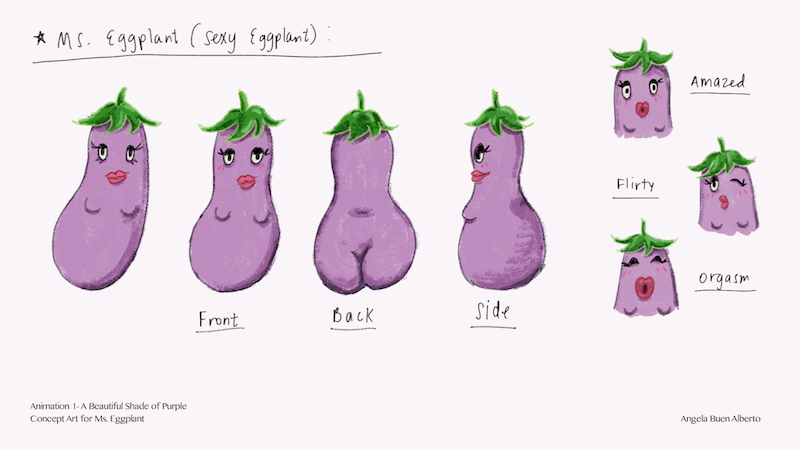 ★ Ms. Eggplant (Sexy Eggplant) :
Amazed
Flirty
Orgasm
Front
Back
Side
Animation 1- A Beautiful Shade of Purple
Concept Art for Ms. Eggplant
Angela Buen Alberto